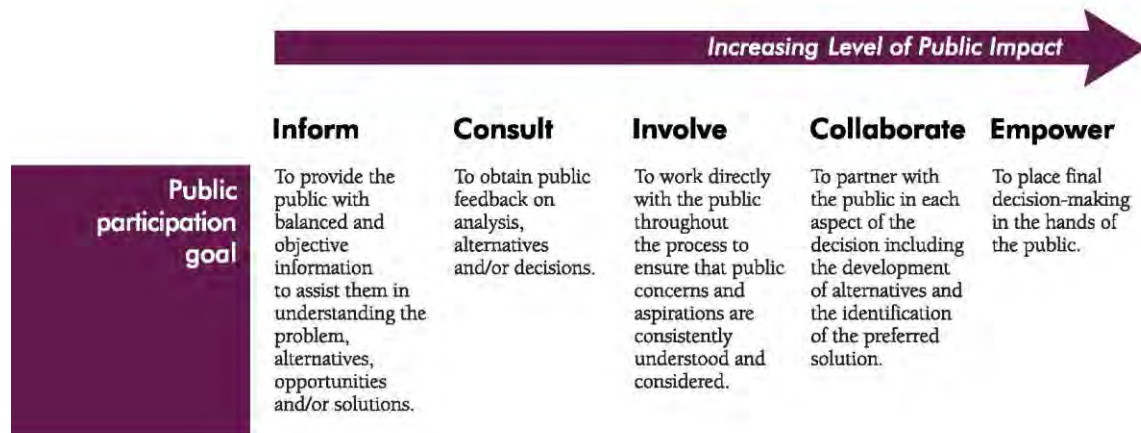 Increasing Level of Public Impact
Inform
Consult
Involve
Collaborate
Empower
Public
participation
goal
To provide the
public with
balanced and
objective
information
to assist them in
understanding the
problem,
alternatives,
opportunities
and/or solutions.
To obtain public
feedback on
analysis,
alternatives
and/or decisions.
To work directly
with the public
throughout
the process to
ensure that public
concerns and
aspirations are
consistently
understood and
considered.
To partner with
the public in each
aspect of the
decision including
the development
of alternatives and
the identification
of the preferred
solution.
To place final
decision-making
in the hands of
the public.